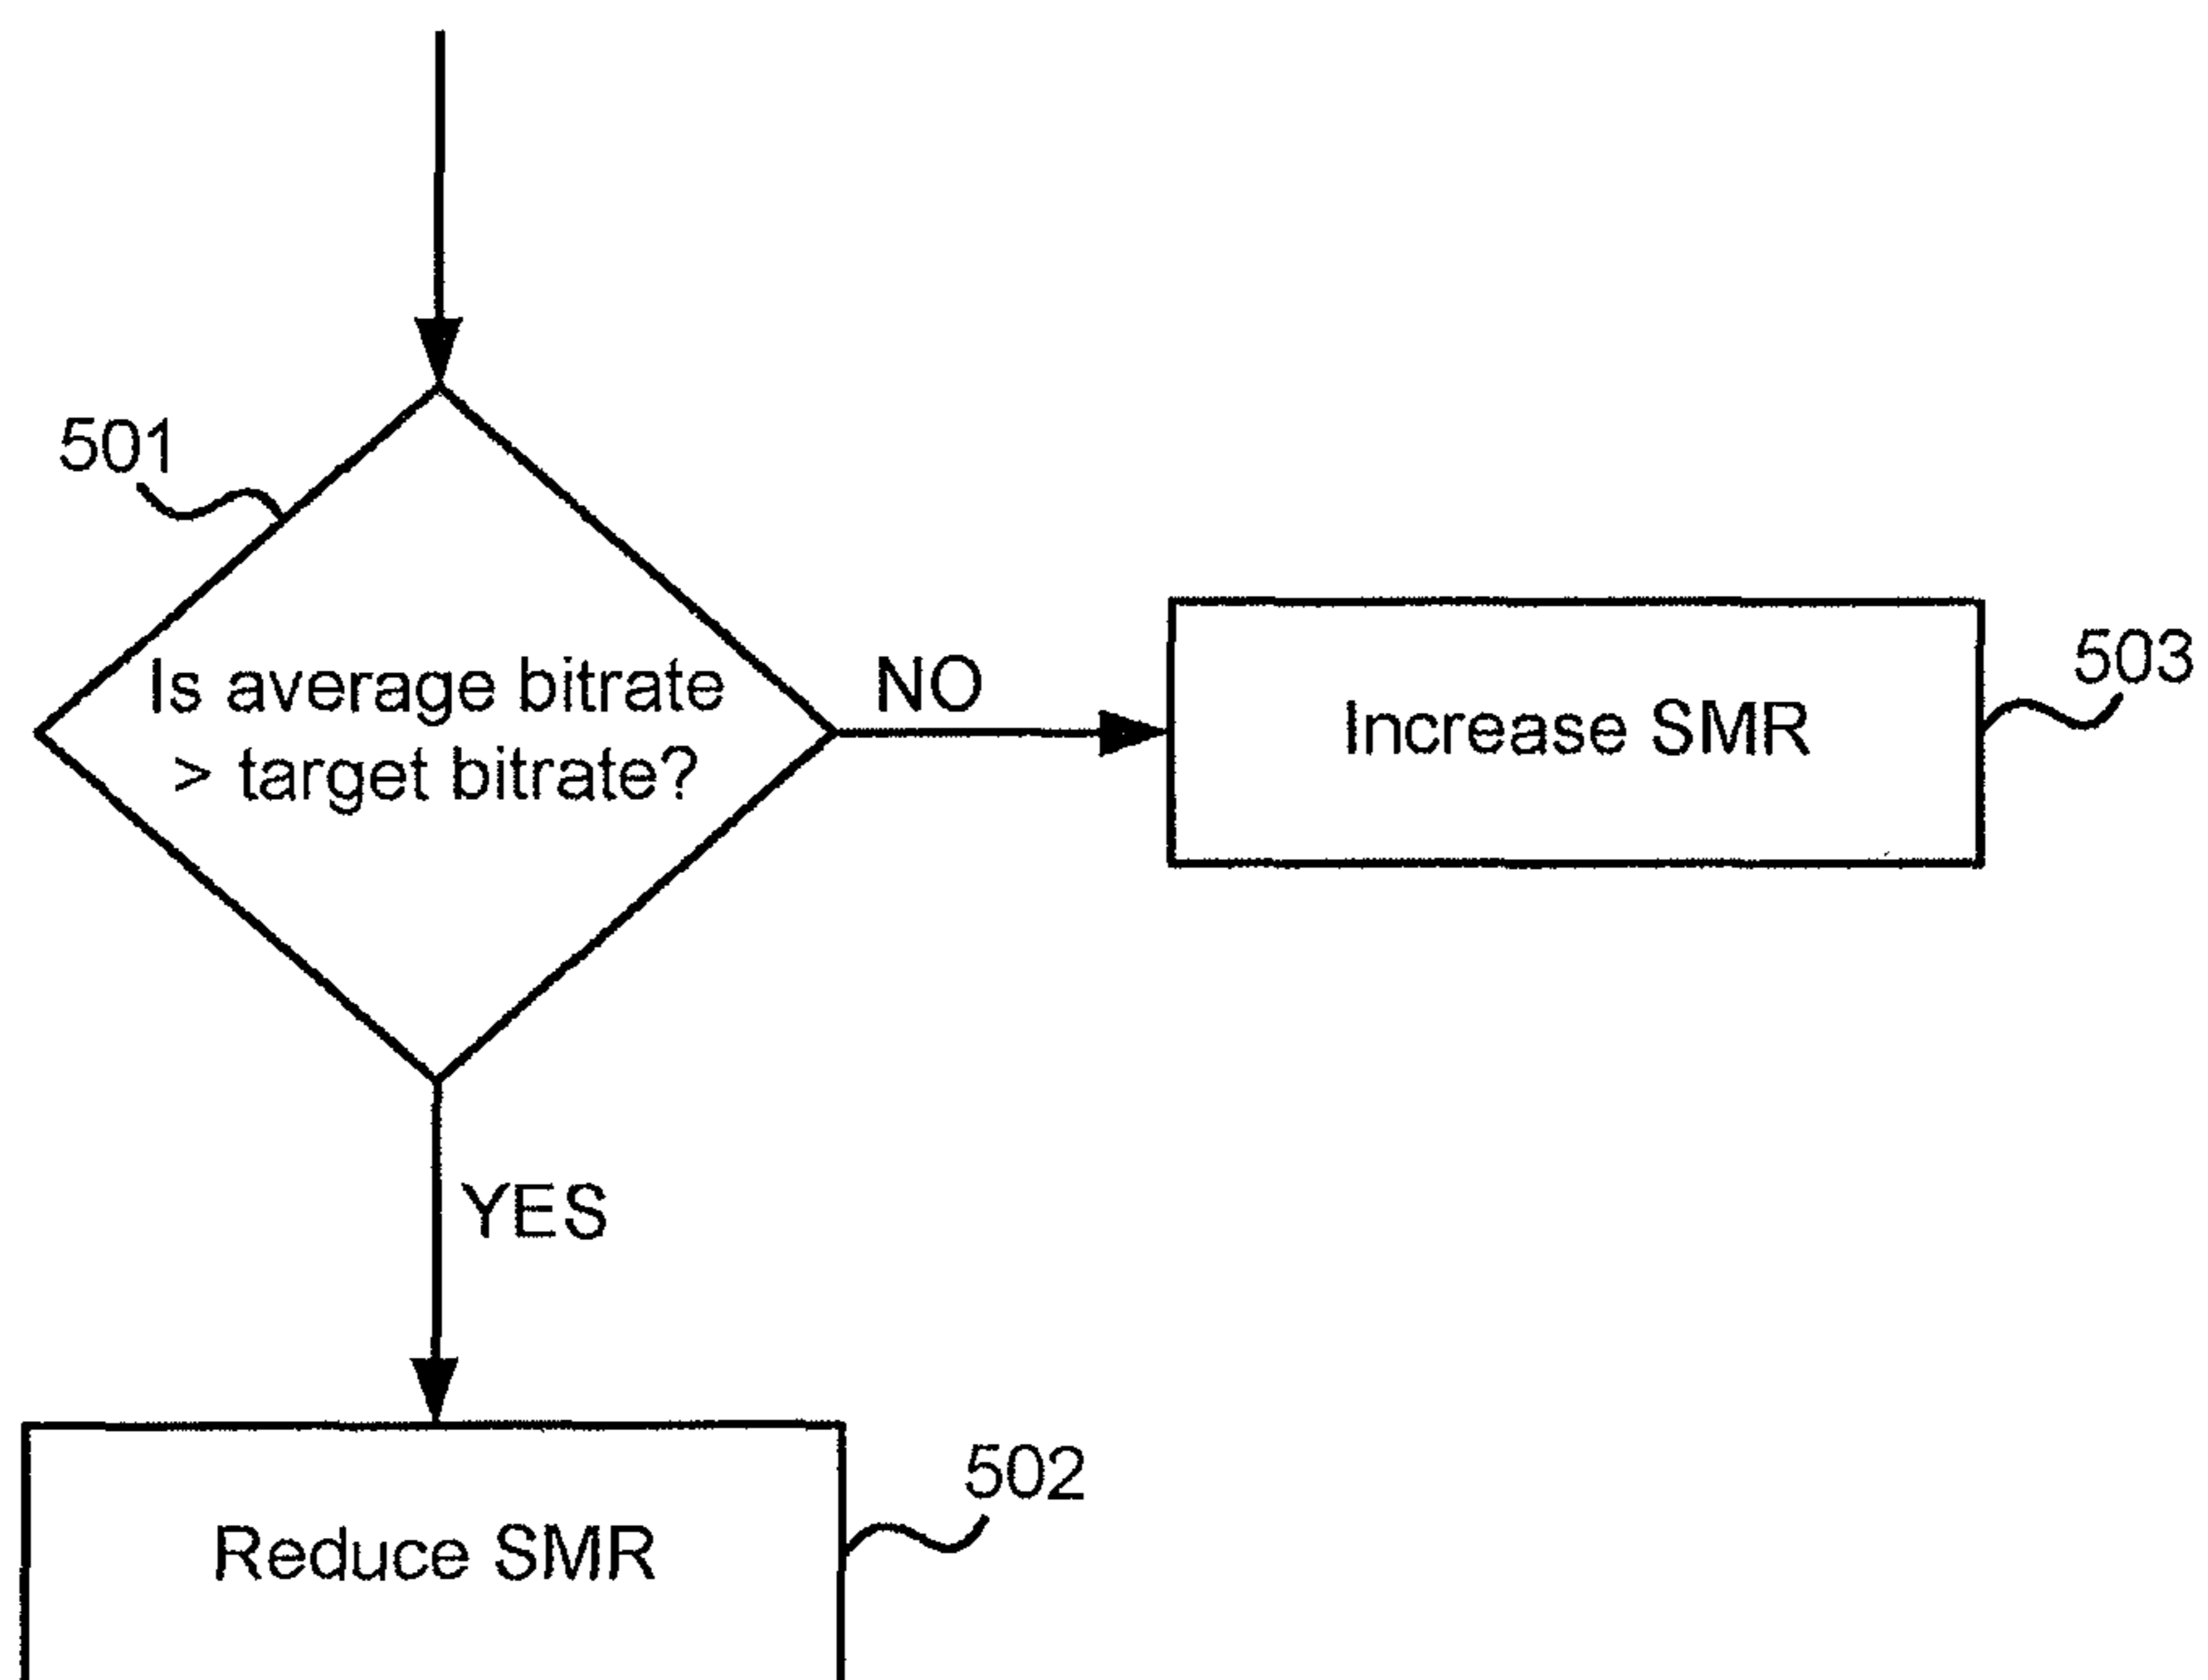 501
Is average bitrate
> target bitrate?
NO
Increase SMR
503
YES
502
Reduce SMR